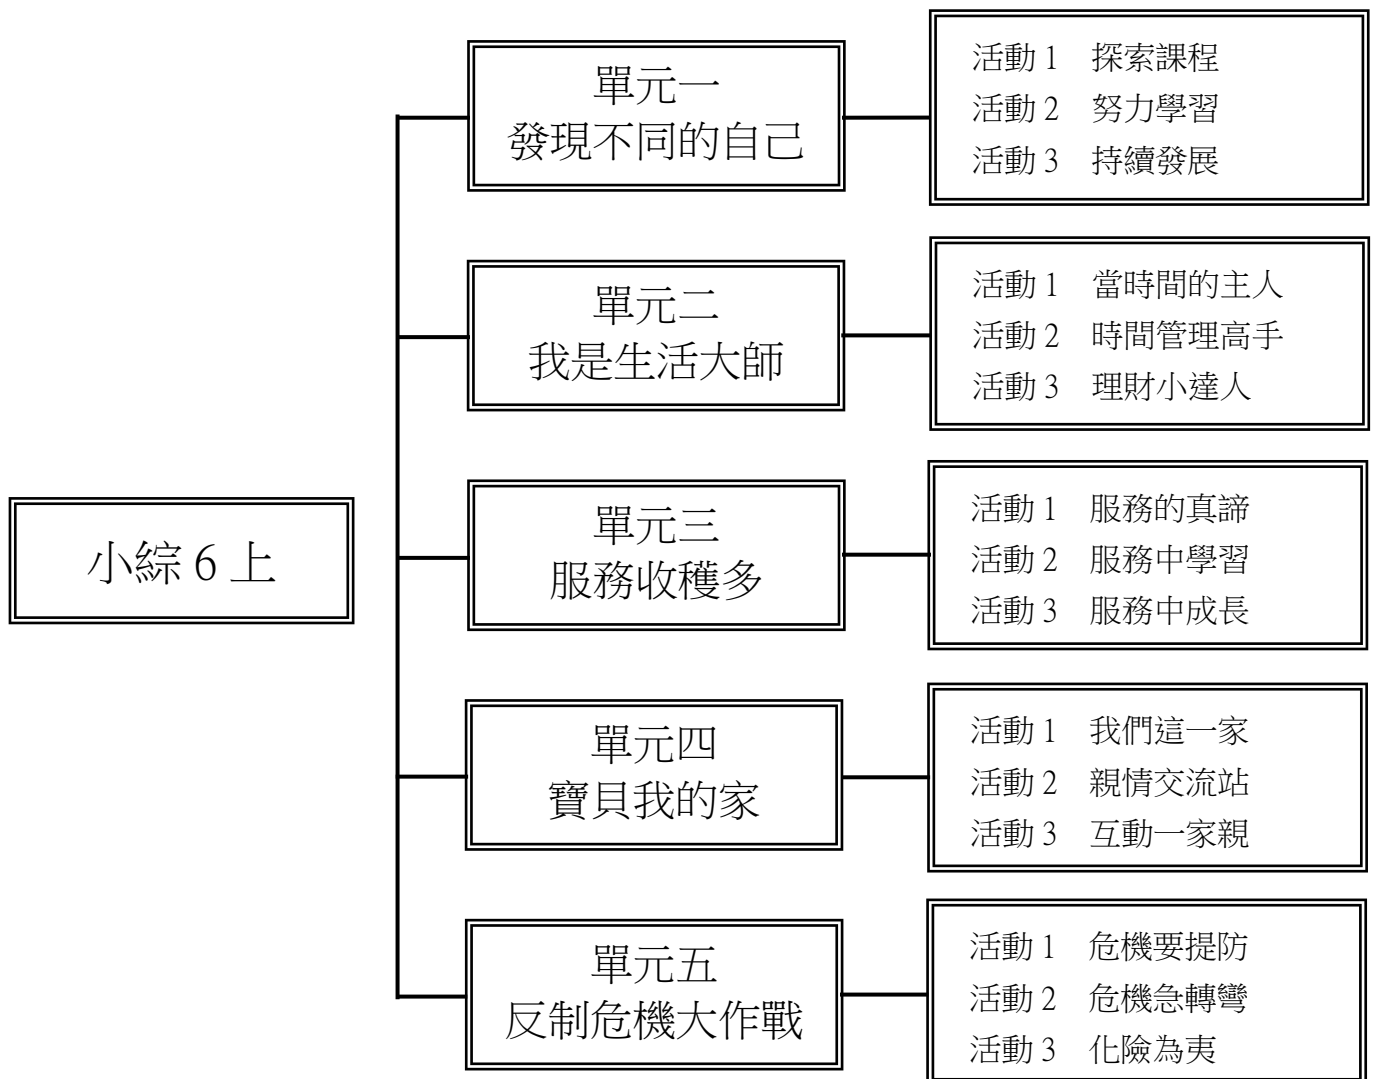 小綜 6 上
單元一
發現不同的自己
活動 1　探索課程
活動 2　努力學習
活動 3　持續發展
單元二
我是生活大師
活動 1　當時間的主人
活動 2　時間管理高手
活動 3　理財小達人
單元三
服務收穫多
活動 1　服務的真諦
活動 2　服務中學習
活動 3　服務中成長
單元四
寶貝我的家
活動 1　我們這一家
活動 2　親情交流站
活動 3　互動一家親
單元五
反制危機大作戰
活動 1　危機要提防
活動 2　危機急轉彎
活動 3　化險為夷